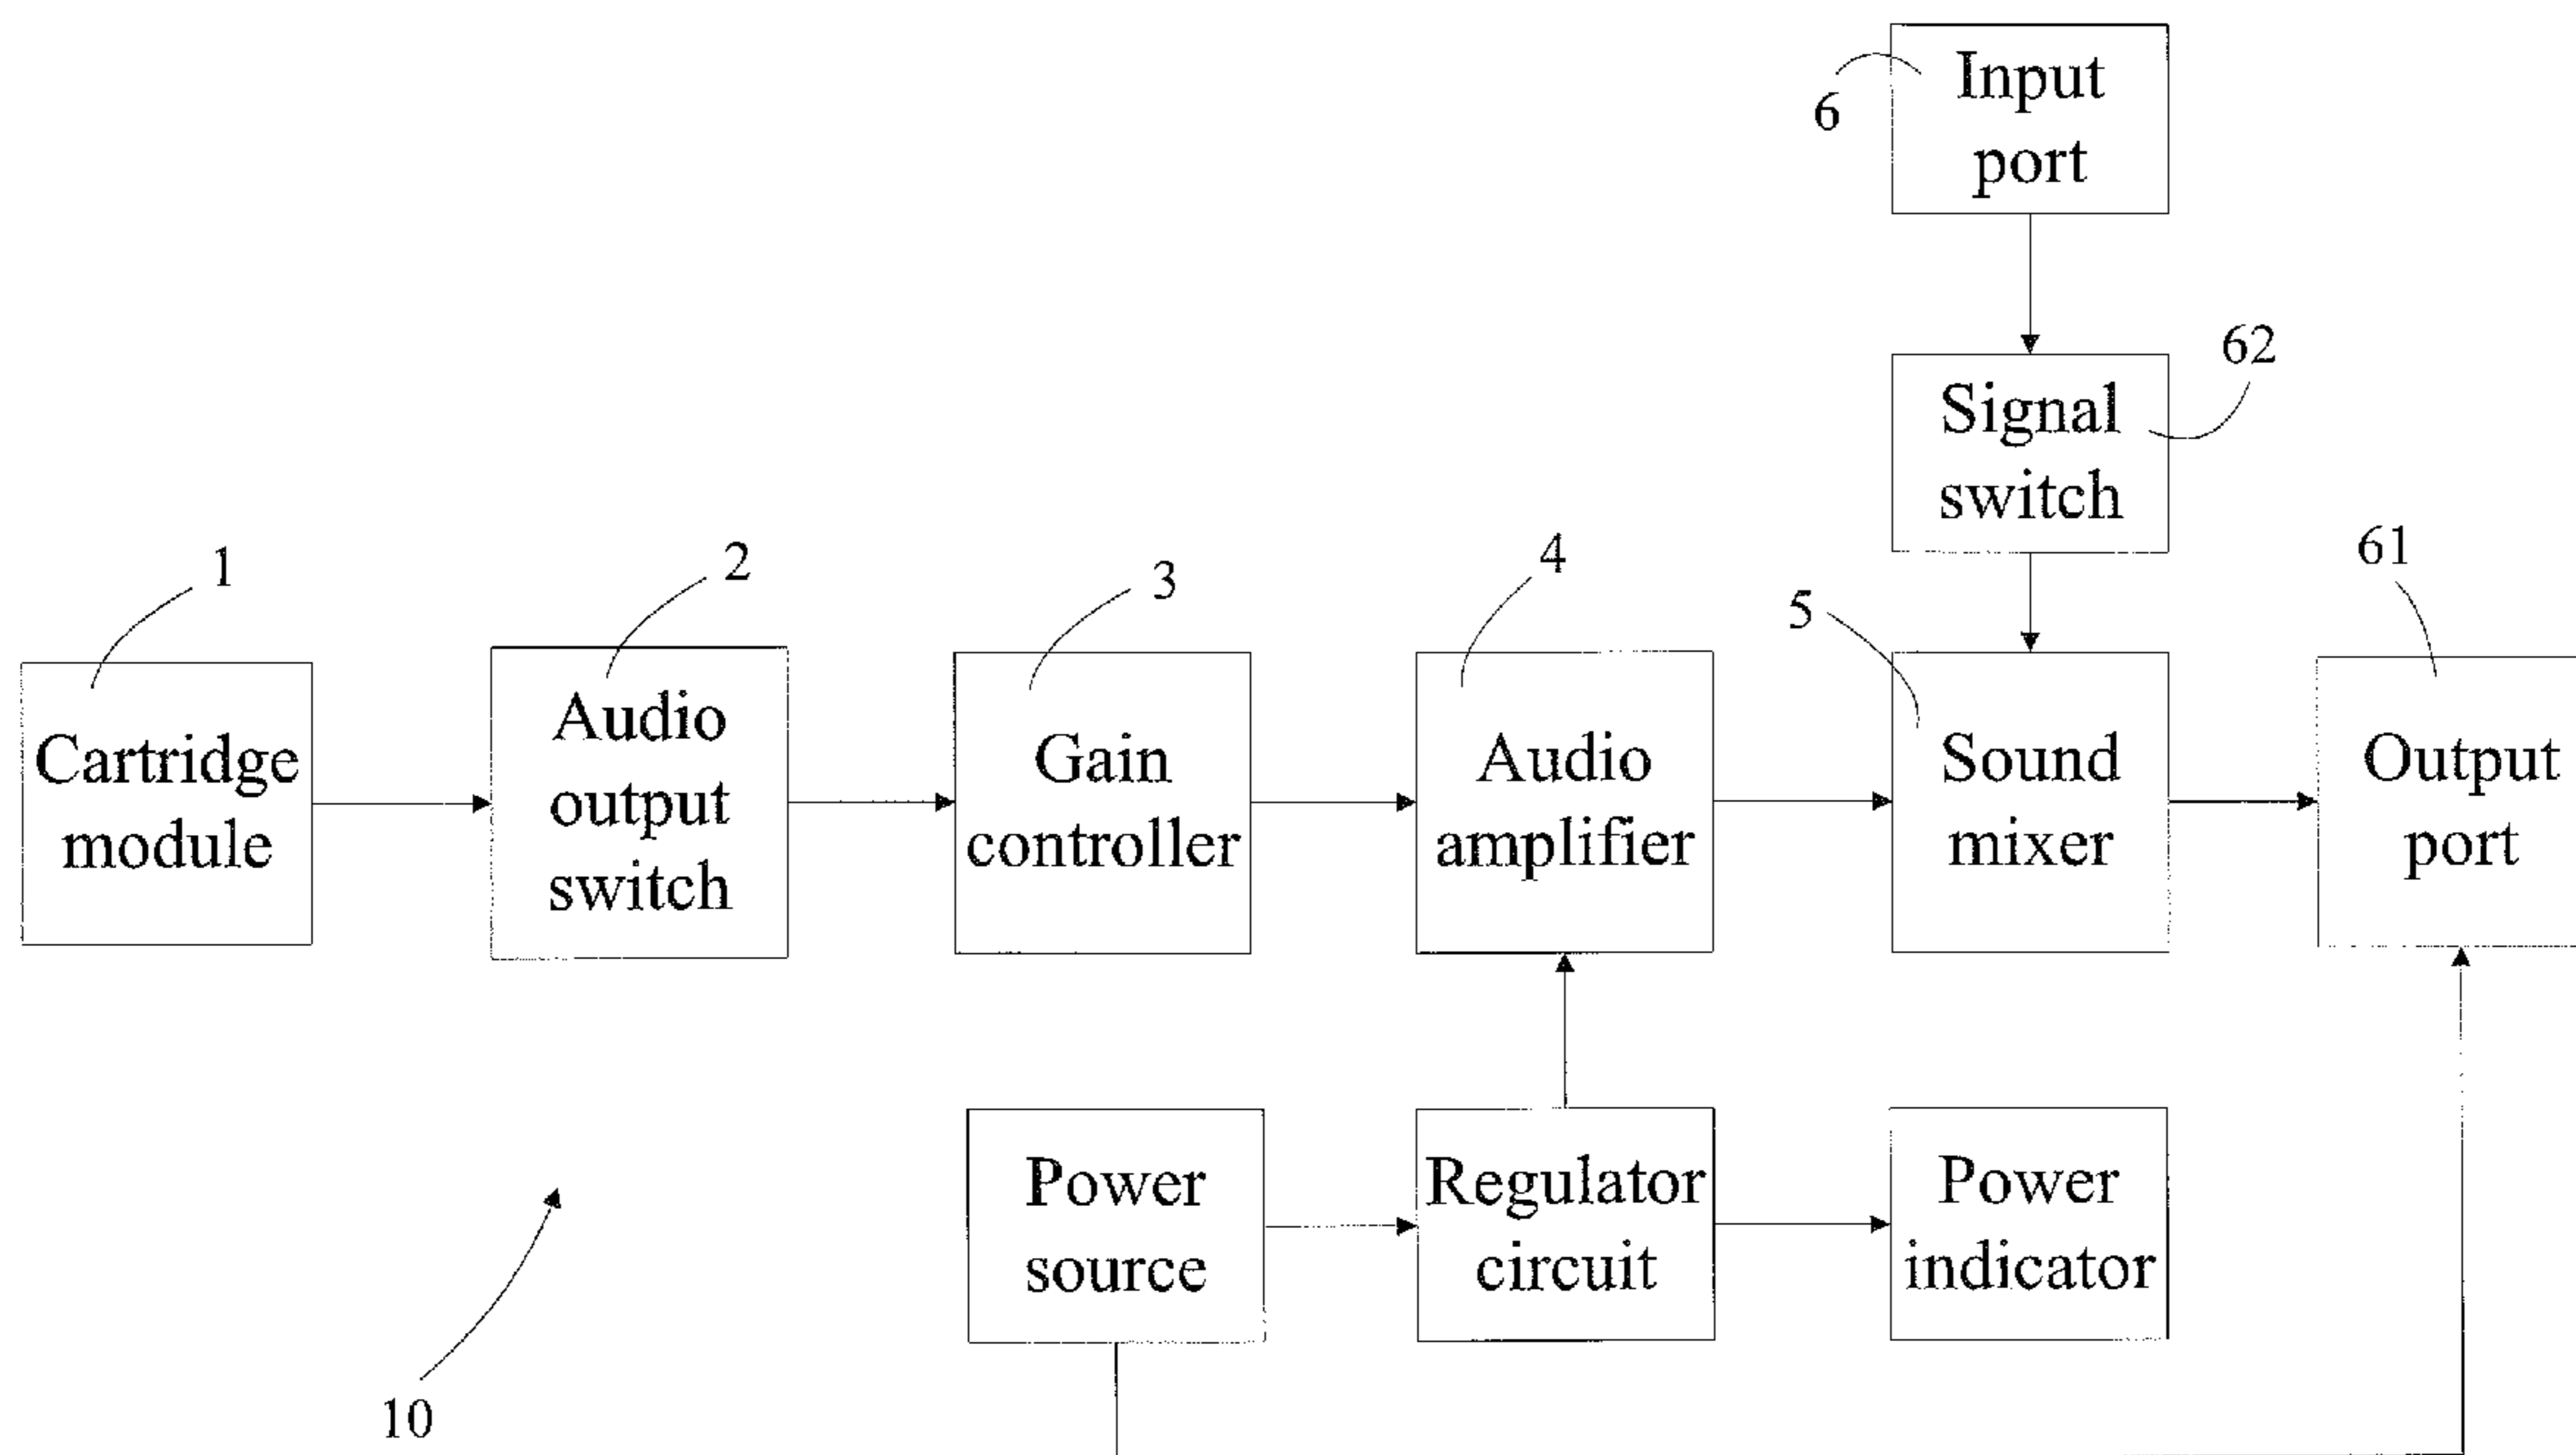 6
Input
port
62
Signal
switch
1
2
3
4
5
61
Cartridge
module
Audio
output
switch
Gain
controller
Audio
amplifier
Sound
mixer
Output
port
Power
source
Regulator
circuit
Power
indicator
10